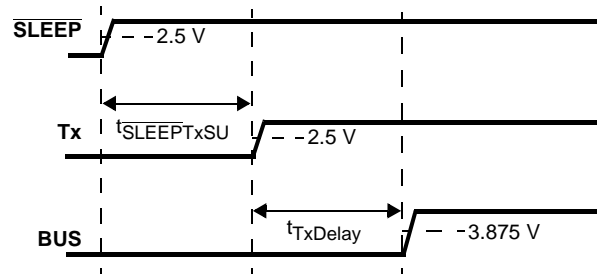 SLEEP
2.5 V
tSLEEPTxSU
Tx
2.5 V
tTxDelay
BUS
3.875 V